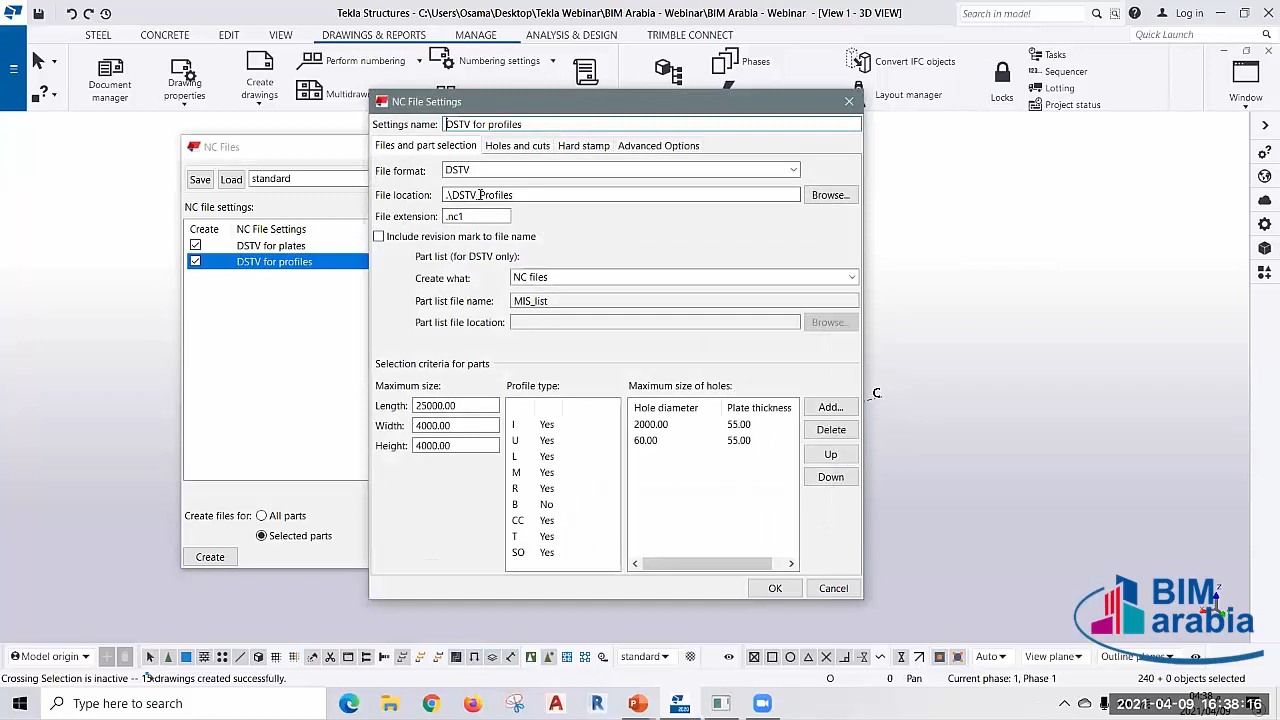 Tekla Structures - C:\Users\Osama\Desktop\Tekla Webinar\BIM Arabia - Webinar
Search in model
Log in
STEEL CONCRETE EDIT VIEW DRAWINGS & REPORTS MANAGE ANALYSIS & DESIGN TRIMBLE CONNECT
Quick Launch
Document manager
Drawing properties
Create drawings
Perform numbering
Numbering settings
Phases
Layout manager
Convert IFC objects
Locks
Tasks
Sequencer
Lotting
Project status
Window
NC Files
Save Load standard
NC file settings:
Create NC File Settings
DSTV for plates
DSTV for profiles
Create files for: All parts
Selected parts
Create
NC File Settings
Settings name: DSTV for profiles
Files and part selection Holes and cuts Hard stamp Advanced Options
File format: DSTV
File location: .\DSTV_Profiles Browse...
File extension: .nc1
Include revision mark to file name
Part list (for DSTV only):
Create what: NC files
Part list file name: MIS_list
Part list file location: Browse...
Selection criteria for parts
Maximum size: Profile type: Maximum size of holes:
Length: 25000.00
Width: 4000.00
Height: 4000.00
I Yes
U Yes
L Yes
M Yes
R Yes
B No
CC Yes
T Yes
SO Yes
Hole diameter Plate thickness
2000.00 55.00
60.00 55.00
Add...
Delete
Up
Down
OK Cancel
BIM
arabia
Model origin standard Auto View plane
Crossing Selection is inactive -- 15 drawings created successfully.
O 0 Pan Current phase: 1, Phase 1 240 + 0 objects selected
Type here to search
2021-04-09 16:38:16